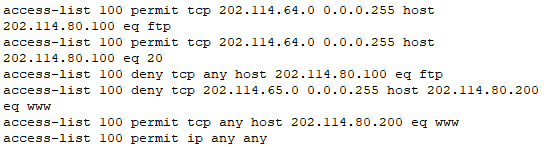 access-list 100 permit tcp 202.114.64.0 0.0.0.255 host
202.114.80.100 eq ftp
access-list 100 permit tcp 202.114.64.0 0.0.0.255 host
202.114.80.100 eq 20
access-list 100 deny tcp any host 202.114.80.100 eq ftp
access-list 100 deny tcp 202.114.65.0 0.0.0.255 host 202.114.80.200
eq www
access-list 100 permit tcp any host 202.114.80.200 eq www
access-list 100 permit ip any any